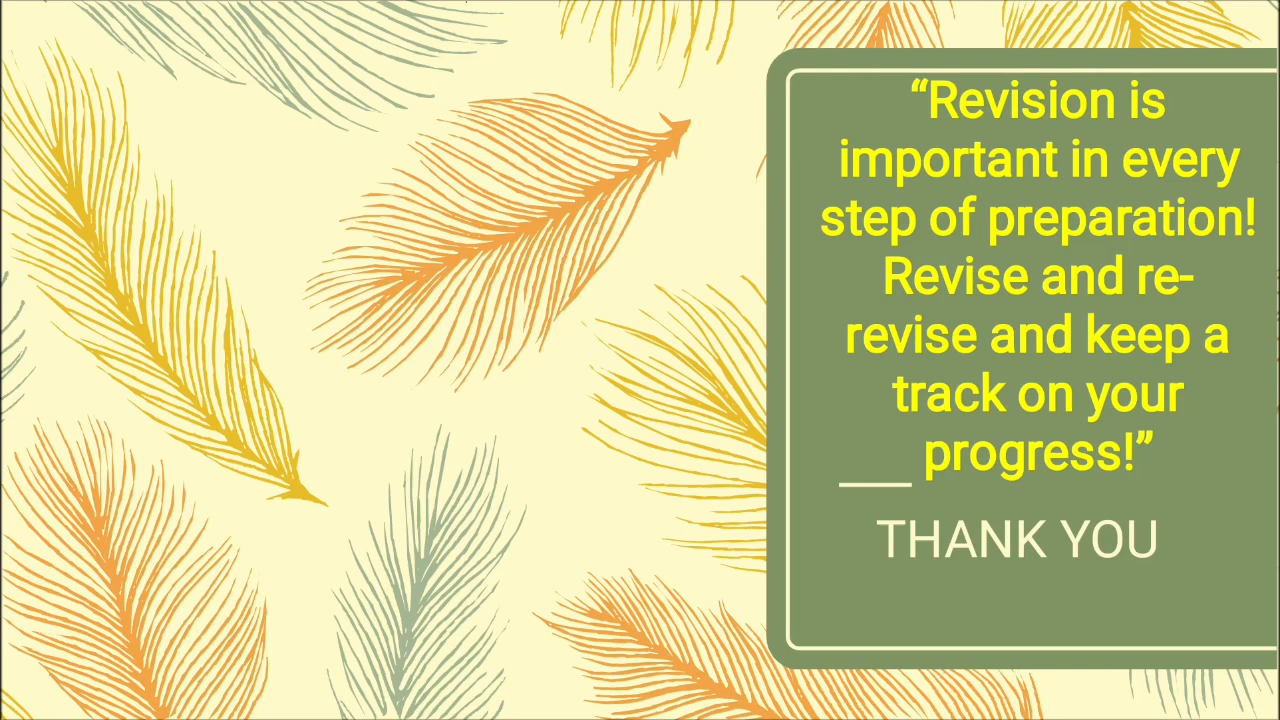 “Revision is
important in every
step of preparation!
Revise and re-
revise and keep a
track on your
progress!”
THANK YOU